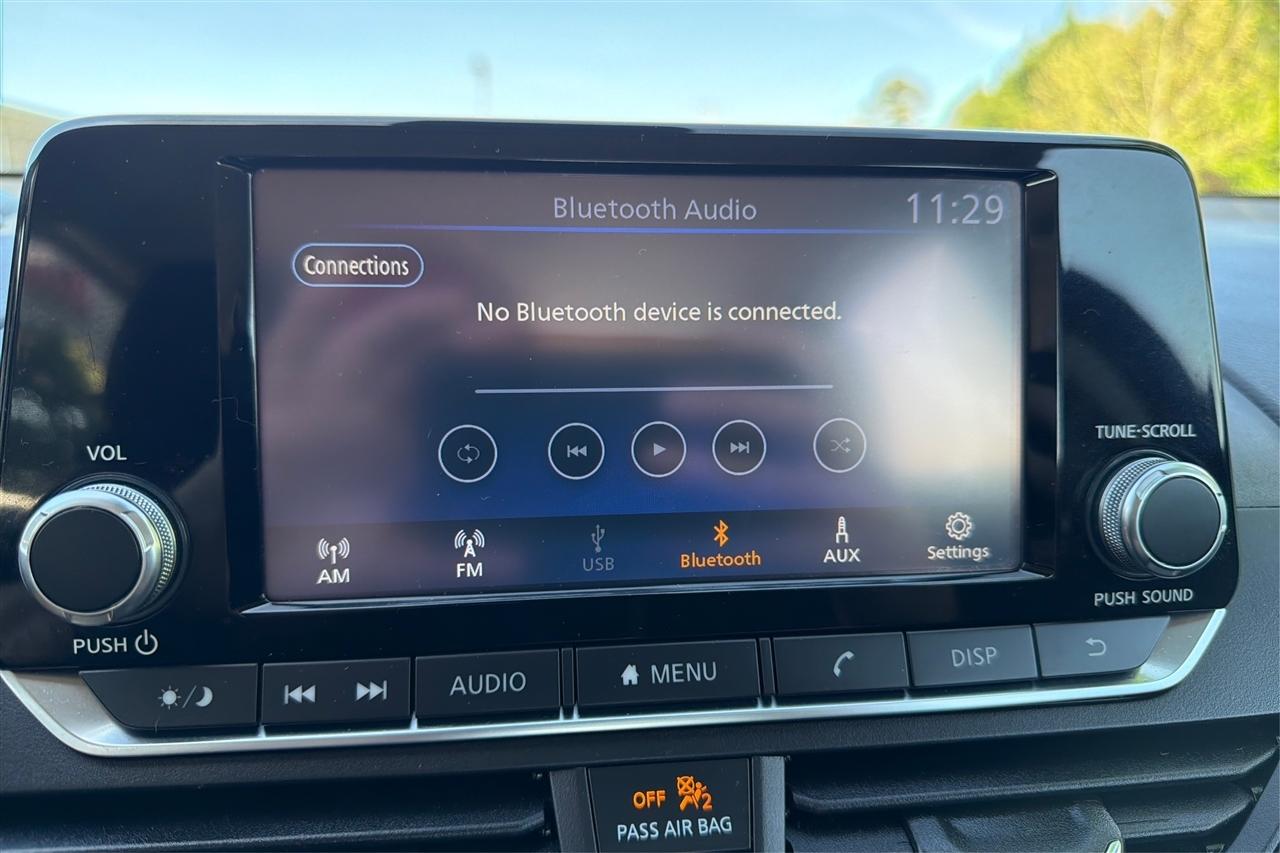 Bluetooth Audio
11:29
Connections
No Bluetooth device is connected.
VOL
TUNE·SCROLL
AM
FM
USB
Bluetooth
AUX
Settings
PUSH
PUSH SOUND
AUDIO
MENU
DISP
OFF
2
PASS AIR BAG